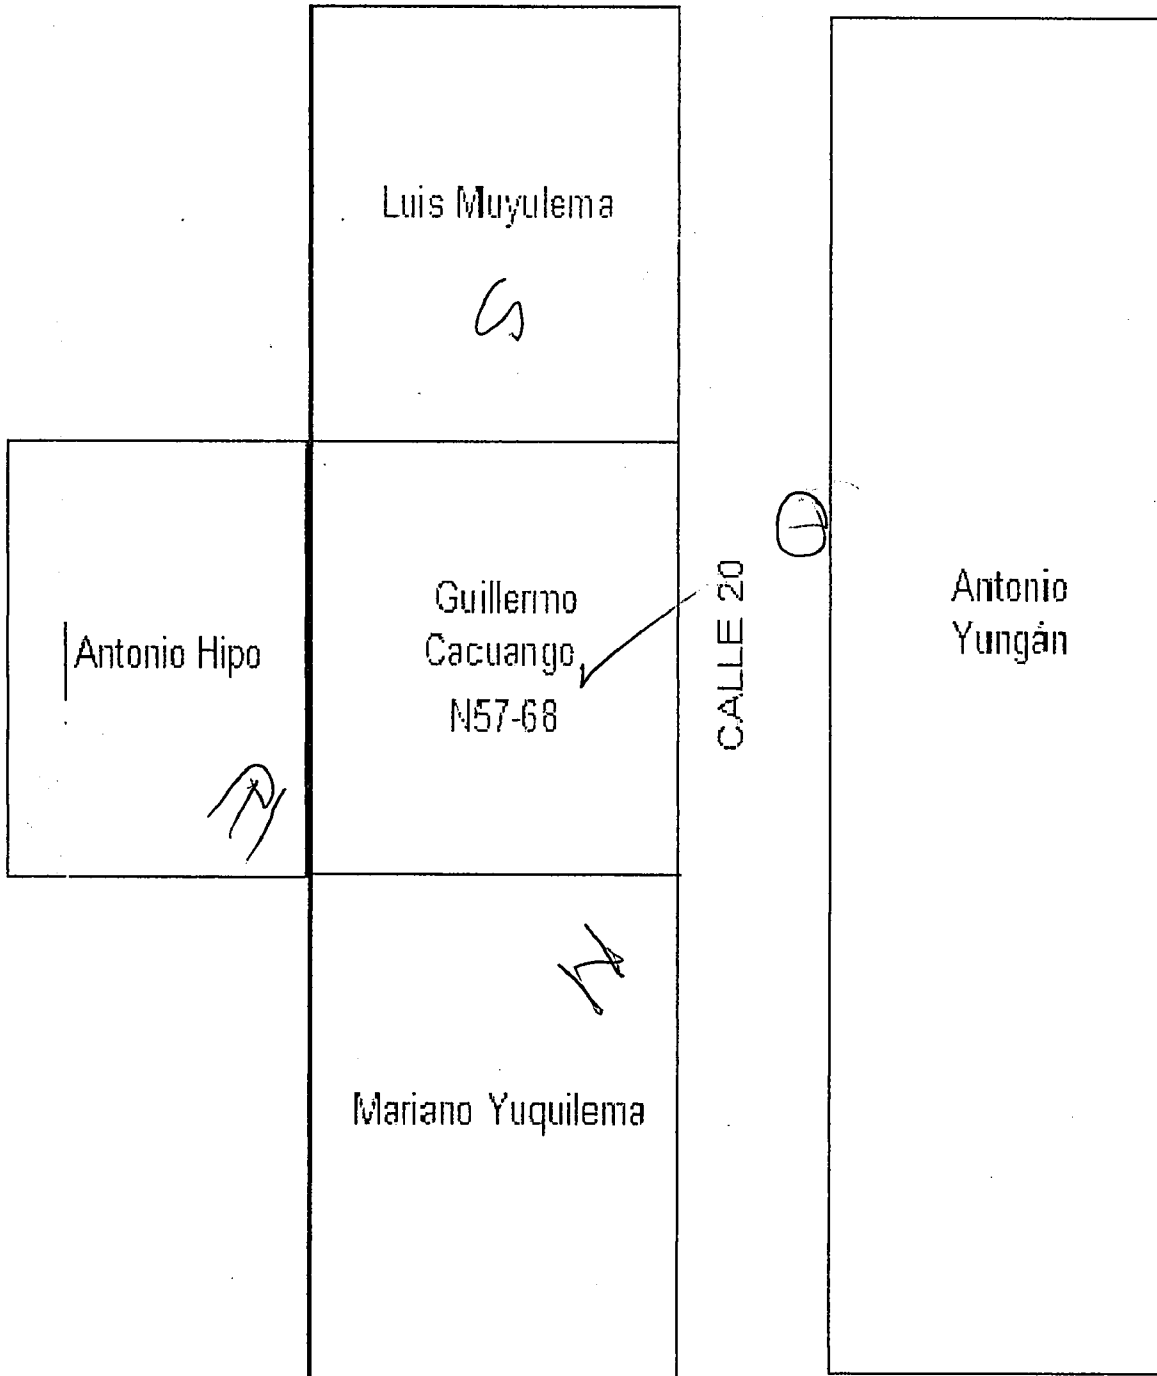 Luis Muyulema
S
Antonio Hipo
Guillermo
Cacuango
N57-68
CALLE 20
Antonio
Yungán
N
Mariano Yuquilema